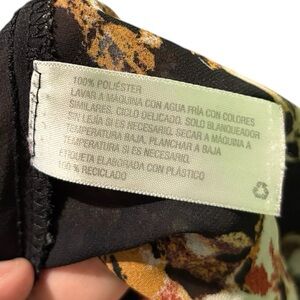 100% POLIÉSTER
LAVAR A MÁQUINA CON AGUA FRÍA CON COLORES
SIMILARES. CICLO DELICADO. SOLO BLANQUEADOR
SIN LEJÍA SI ES NECESARIO. SECAR A MÁQUINA A
TEMPERATURA BAJA. PLANCHAR A BAJA
TEMPERATURA SI ES NECESARIO.
ETIQUETA ELABORADA CON PLÁSTICO
100 % RECICLADO